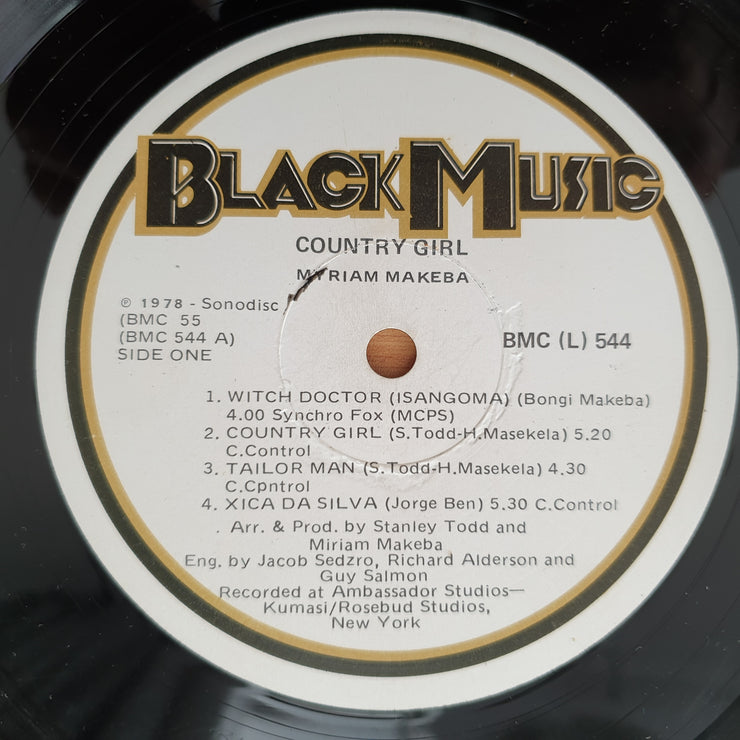 BLACK MUSIC
COUNTRY GIRL
MYRIAM MAKEBA
℗ 1978 - Sonodisc
(BMC 55
(BMC 544 A)
SIDE ONE
BMC (L) 544
1. WITCH DOCTOR (ISANGOMA) (Bongi Makeba)
4.00 Synchro Fox (MCPS)
2. COUNTRY GIRL (S.Todd-H.Masekela) 5.20
C.Control
3. TAILOR MAN (S.Todd-H.Masekela) 4.30
C.Cpntrol
4. XICA DA SILVA (Jorge Ben) 5.30 C.Control
. Arr. & Prod. by Stanley Todd and
Miriam Makeba
Eng. by Jacob Sedzro, Richard Alderson and
Guy Salmon
Recorded at Ambassador Studios—
Kumasi/Rosebud Studios,
New York